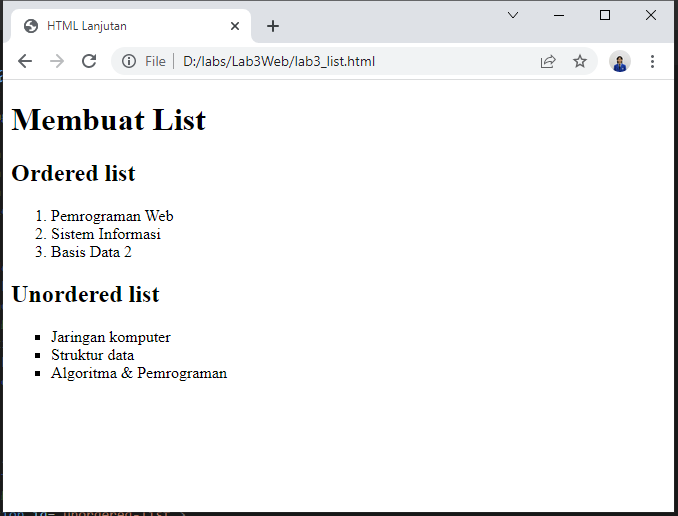 HTML Lanjutan
File D:/labs/Lab3Web/lab3_list.html
Membuat List
Ordered list
1. Pemrograman Web
2. Sistem Informasi
3. Basis Data 2
Unordered list
▪ Jaringan komputer
▪ Struktur data
▪ Algoritma & Pemrograman